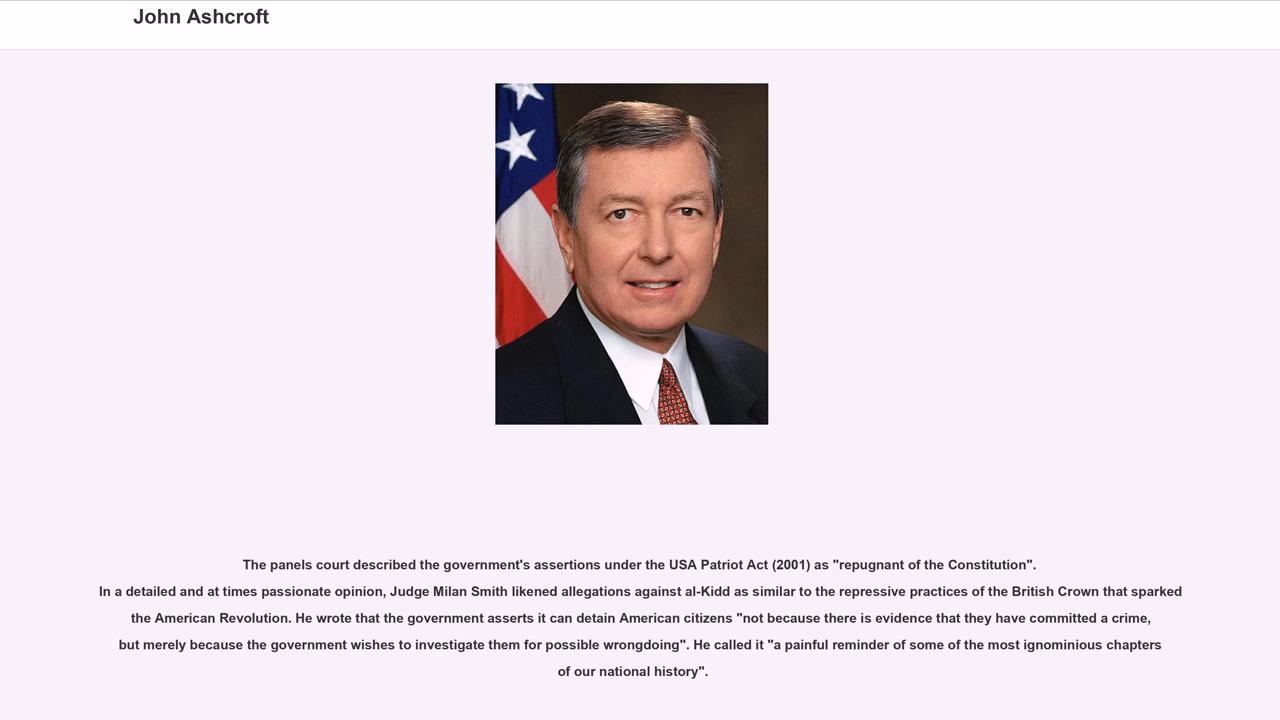 John Ashcroft
The panels court described the government's assertions under the USA Patriot Act (2001) as "repugnant of the Constitution".
In a detailed and at times passionate opinion, Judge Milan Smith likened allegations against al-Kidd as similar to the repressive practices of the British Crown that sparked
the American Revolution. He wrote that the government asserts it can detain American citizens "not because there is evidence that they have committed a crime,
but merely because the government wishes to investigate them for possible wrongdoing". He called it "a painful reminder of some of the most ignominious chapters
of our national history".